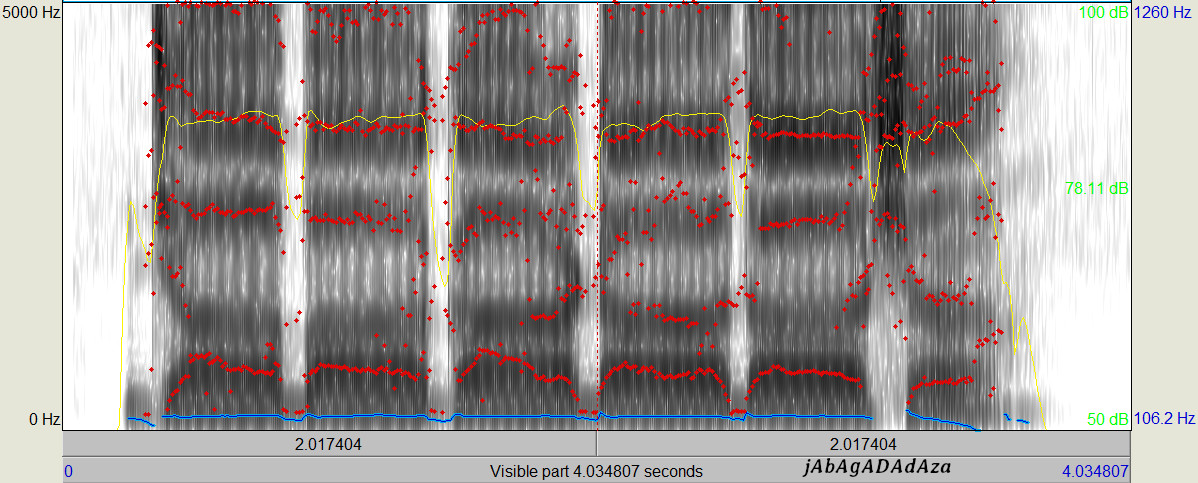 5000 Hz 100 dB 1260 Hz
78.11 dB
0 Hz 50 dB 106.2 Hz
2.017404 2.017404
0 Visible part 4.034807 seconds jAbAgADAdAza 4.034807